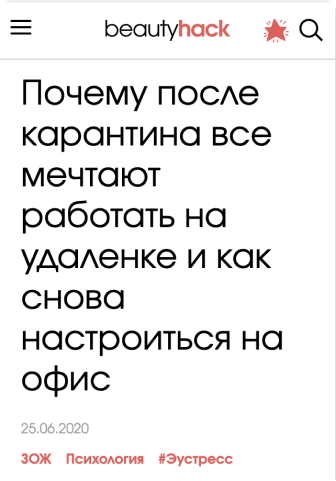 beautyhack
Почему после
карантина все
мечтают
работать на
удаленке и как
снова
настроиться на
офис
25.06.2020
ЗОЖ Психология #Эустресс